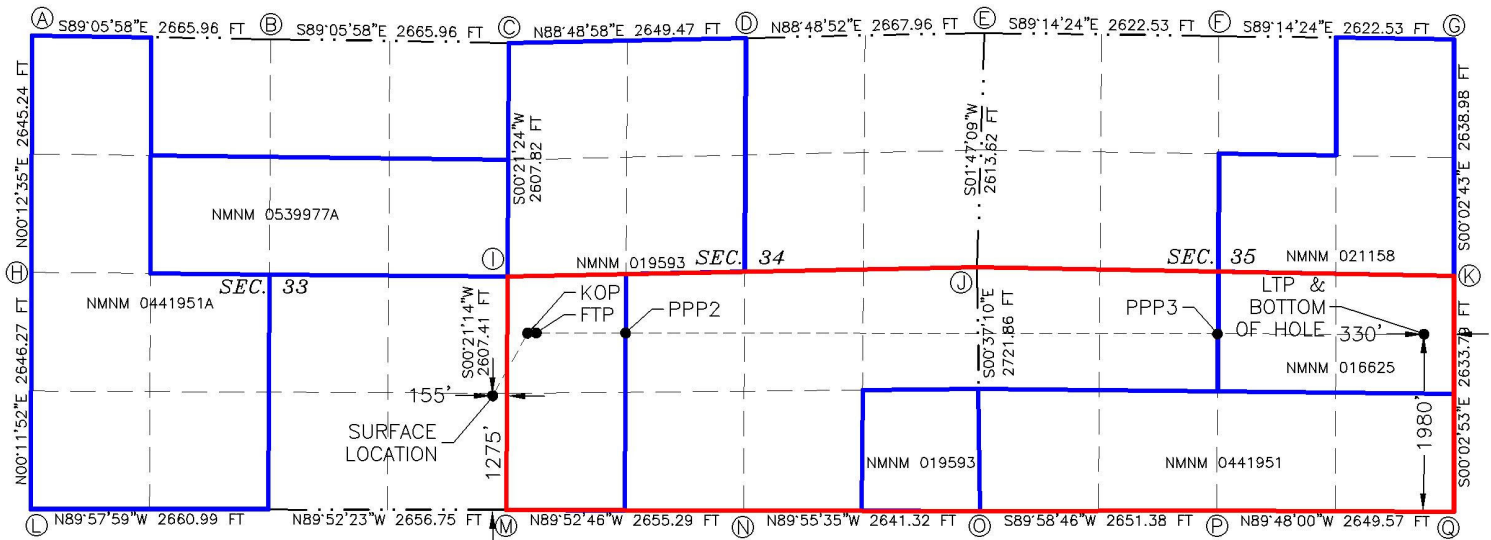 A
S89°05'58"E 2665.96 FT
B
S89°05'58"E 2665.96 FT
C
N88°48'58"E 2649.47 FT
D
N88°48'52"E 2667.96 FT
E
S89°14'24"E 2622.53 FT
F
S89°14'24"E 2622.53 FT
G
N00°12'35"E 2645.24 FT
S00°21'24"W
2607.82 FT
S01°47'09"W
2613.62 FT
S00°02'43"E 2638.98 FT
NMNM 0539977A
H
SEC. 33
I
NMNM 019593
SEC. 34
J
SEC. 35
NMNM 021158
K
NMNM 0441951A
KOP
FTP
PPP2
PPP3
LTP &
BOTTOM
OF HOLE 330'
NMNM 016625
N00°11'52"E 2646.27 FT
S00°21'14"W
2607.41 FT
S00°37'10"E
2721.86 FT
S00°02'53"E 2633.79 FT
155'
SURFACE
LOCATION
1275'
1980'
NMNM 019593
NMNM 0441951
L
N89°57'59"W 2660.99 FT
N89°52'23"W 2656.75 FT
M
N89°52'46"W 2655.29 FT
N
N89°55'35"W 2641.32 FT
O
S89°58'46"W 2651.38 FT
P
N89°48'00"W 2649.57 FT
Q